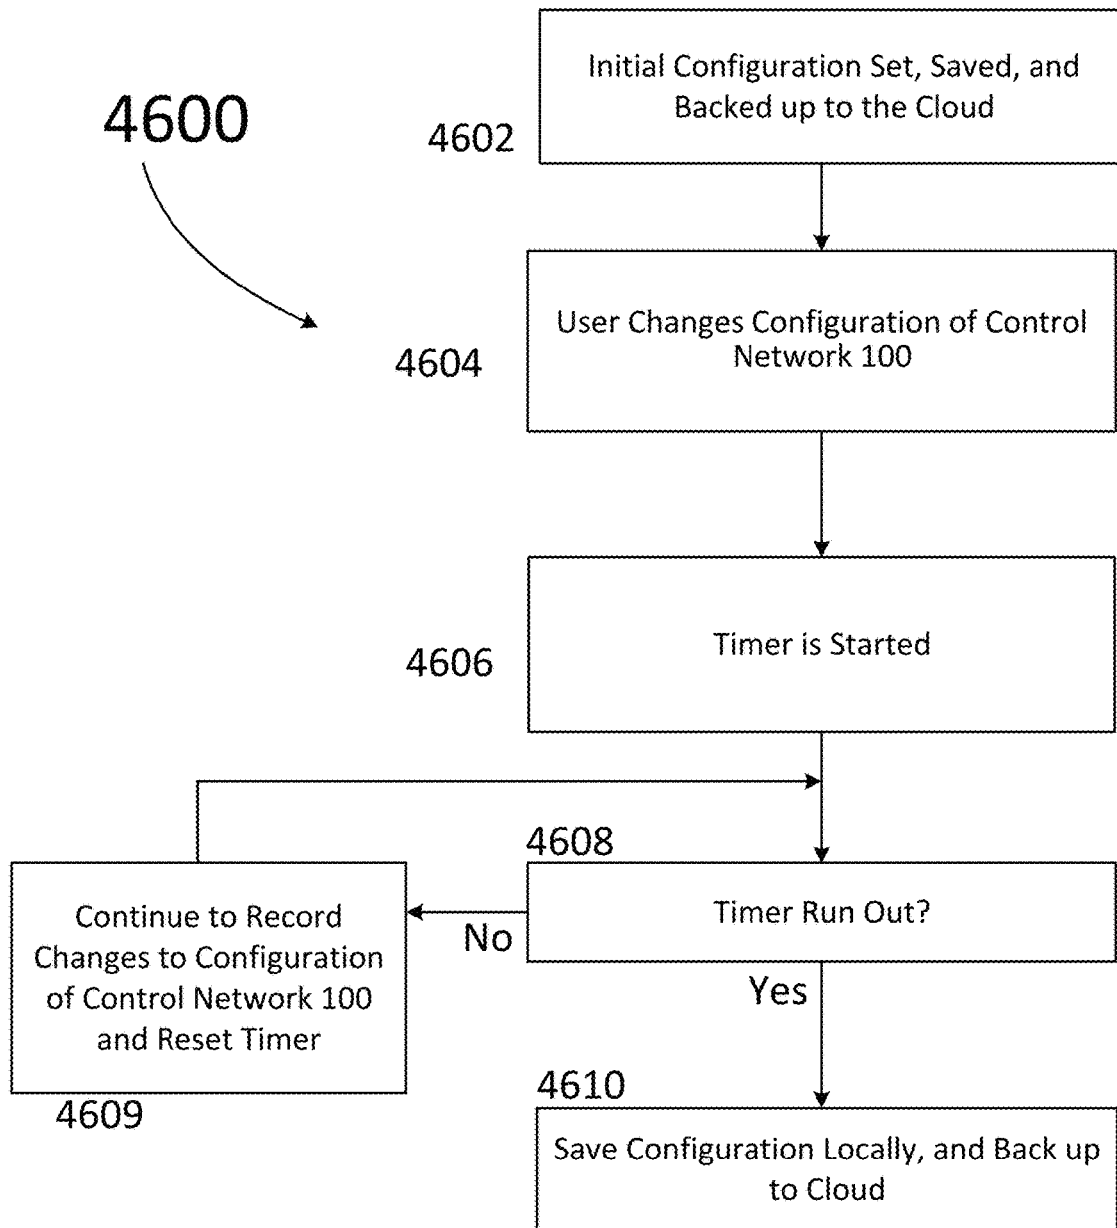 Initial Configuration Set, Saved, and
Backed up to the Cloud
4600
4602
User Changes Configuration of Control
Network 100
4604
Timer is Started
4606
4608
Timer Run Out?
No
Continue to Record
Changes to Configuration
of Control Network 100
and Reset Timer
4609
Yes
4610
Save Configuration Locally, and Back up
to Cloud